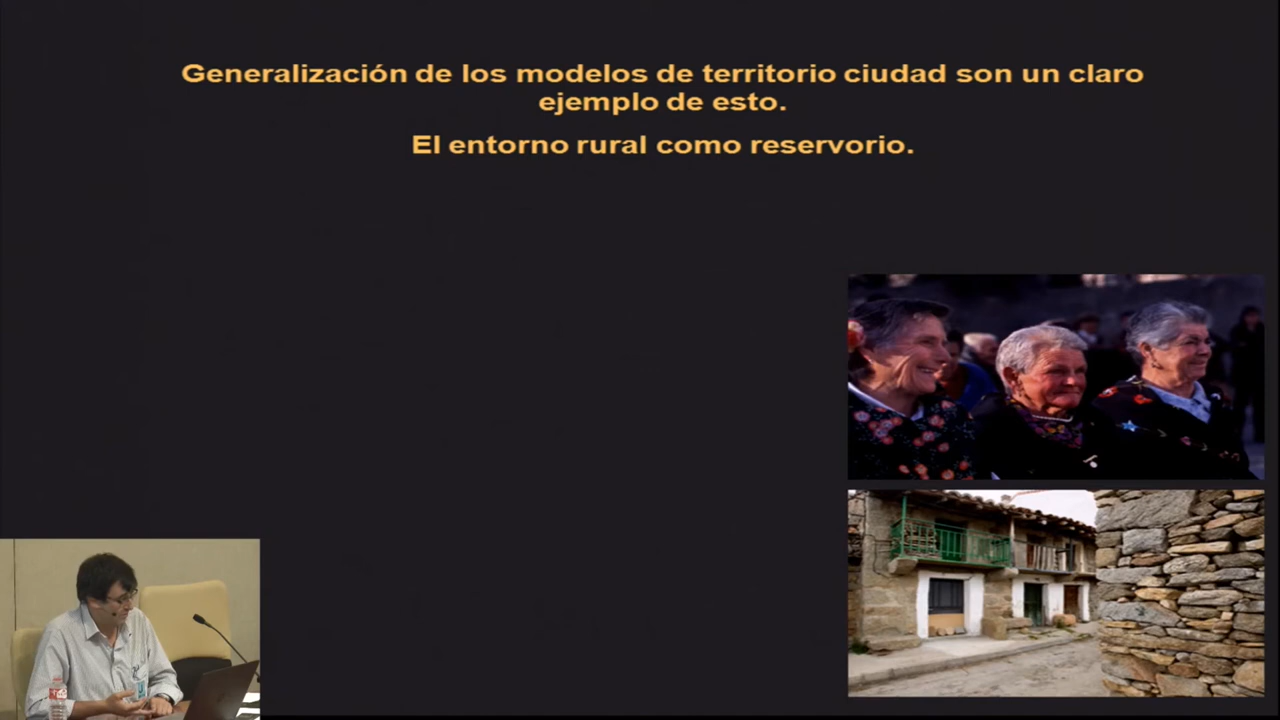 Generalización de los modelos de territorio ciudad son un claro
ejemplo de esto.
El entorno rural como reservorio.